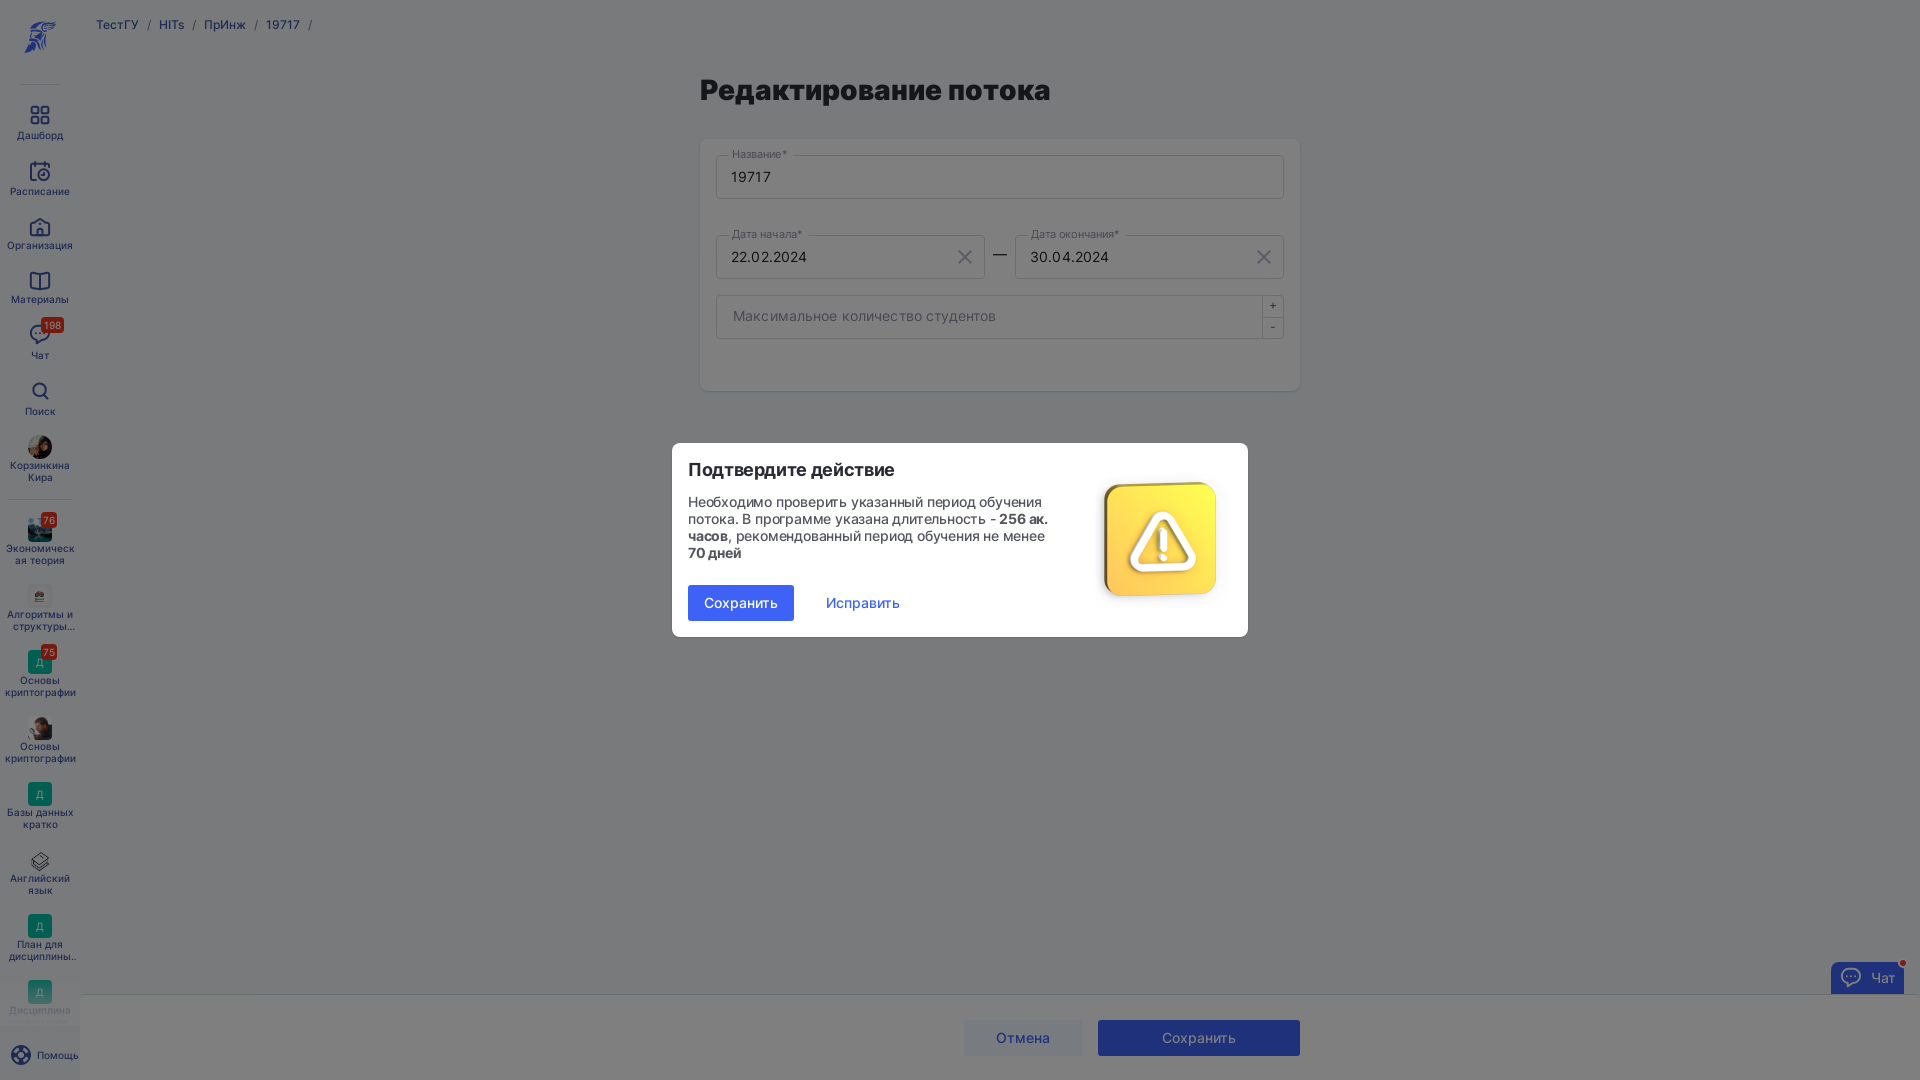 ТестГУ / HITs / ПрИнж / 19717 /
Дашборд
Расписание
Организация
Материалы
198
Чат
Поиск
Корзинкина
Кира
76
Экономическ
ая теория
Алгоритмы и
структуры...
75
Д
Основы
криптографии
Основы
криптографии
Д
Базы данных
кратко
Английский
язык
Д
План для
дисциплины..
Д
Дисциплина
Помощь
Редактирование потока
Название*
19717
Дата начала*
22.02.2024
—
Дата окончания*
30.04.2024
Максимальное количество студентов
+
-
Подтвердите действие
Необходимо проверить указанный период обучения
потока. В программе указана длительность - 256 ак.
часов, рекомендованный период обучения не менее
70 дней
Сохранить
Исправить
Чат
Отмена
Сохранить